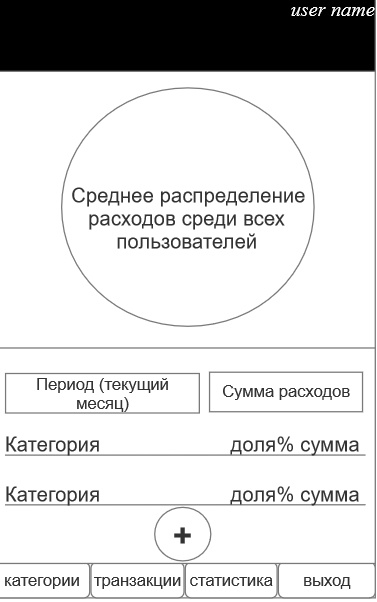 user name
Среднее распределение
расходов среди всех
пользователей
Период (текущий
месяц)
Сумма расходов
Категория доля% сумма
Категория доля% сумма
+
категории транзакции статистика выход